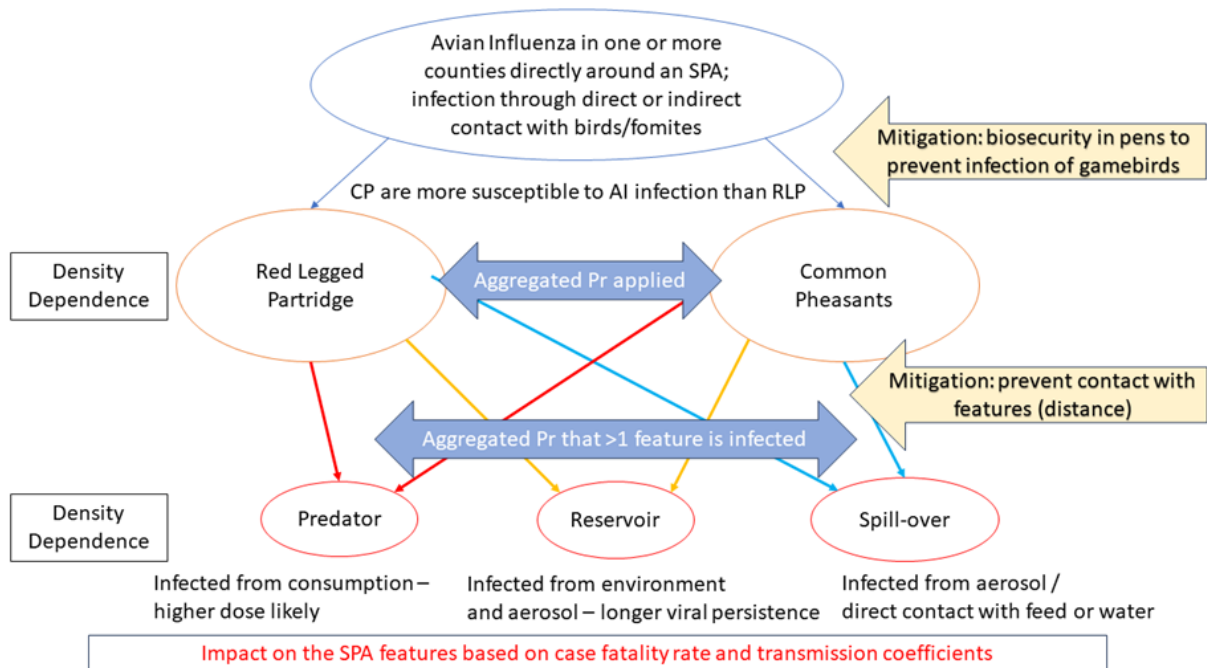 Avian Influenza in one or more
counties directly around an SPA;
infection through direct or indirect
contact with birds/fomites
Mitigation: biosecurity in pens to
prevent infection of gamebirds
CP are more susceptible to AI infection than RLP
Density
Dependence
Red Legged
Partridge
Aggregated Pr applied
Common
Pheasants
Mitigation: prevent contact with
features (distance)
Aggregated Pr that >1 feature is infected
Density
Dependence
Predator
Reservoir
Spill-over
Infected from consumption –
higher dose likely
Infected from environment
and aerosol – longer viral persistence
Infected from aerosol /
direct contact with feed or water
Impact on the SPA features based on case fatality rate and transmission coefficients